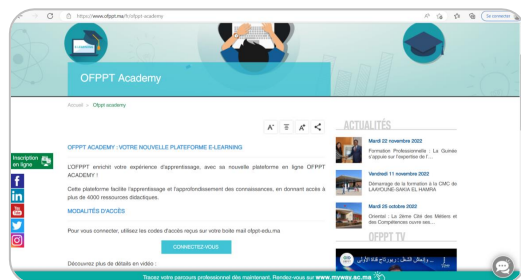 https://www.ofppt.ma/fr/ofppt-academy
Se connecter
OFPPT Academy
Accueil > Ofppt academy
OFPPT ACADEMY : VOTRE NOUVELLE PLATEFORME E-LEARNING
L'OFPPT enrichit votre expérience d'apprentissage, avec sa nouvelle plateforme en ligne OFPPT
ACADEMY !
Cette plateforme facilite l'apprentissage et l'approfondissement des connaissances, en donnant accès à
plus de 4000 ressources didactiques.
MODALITÉS D'ACCÈS
Pour vous connecter, utilisez les codes d'accès reçus sur votre boite mail ofppt-edu.ma
CONNECTEZ-VOUS
Découvrez plus de détails en vidéo :
Inscription
en ligne
ACTUALITÉS
Mardi 22 novembre 2022
Formation Professionnelle : La Guinée
s'appuie sur l'expertise de l'...
Vendredi 11 novembre 2022
Démarrage de la formation à la CMC de
LAAYOUNE-SAKIA EL HAMRA
Mardi 25 octobre 2022
Oriental : La 2ème Cité des Métiers et
des Compétences ouvre ses...
OFPPT TV
Tracez votre parcours professionnel dès maintenant. Rendez-vous sur www.myway.ac.ma